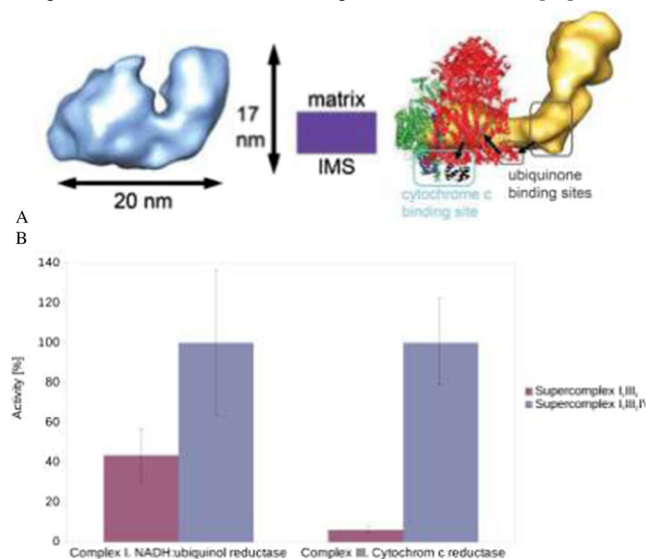 matrix
17
nm
IMS
20 nm
cytochrome c
binding site
ubiquinone
binding sites
A
B
140
120
100
80
60
40
20
0
Activity [%]
Complex I. NADH:ubiquinol reductase
Complex III. Cytochrom c reductase
Supercomplex
Supercomplex